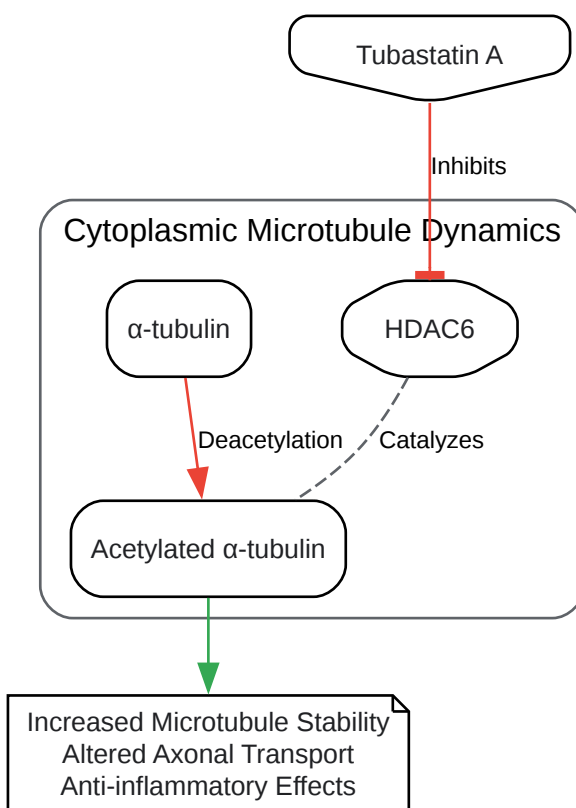 Tubastatin A
Inhibits
Cytoplasmic Microtubule Dynamics
α-tubulin
HDAC6
Deacetylation
Catalyzes
Acetylated α-tubulin
Increased Microtubule Stability
Altered Axonal Transport
Anti-inflammatory Effects